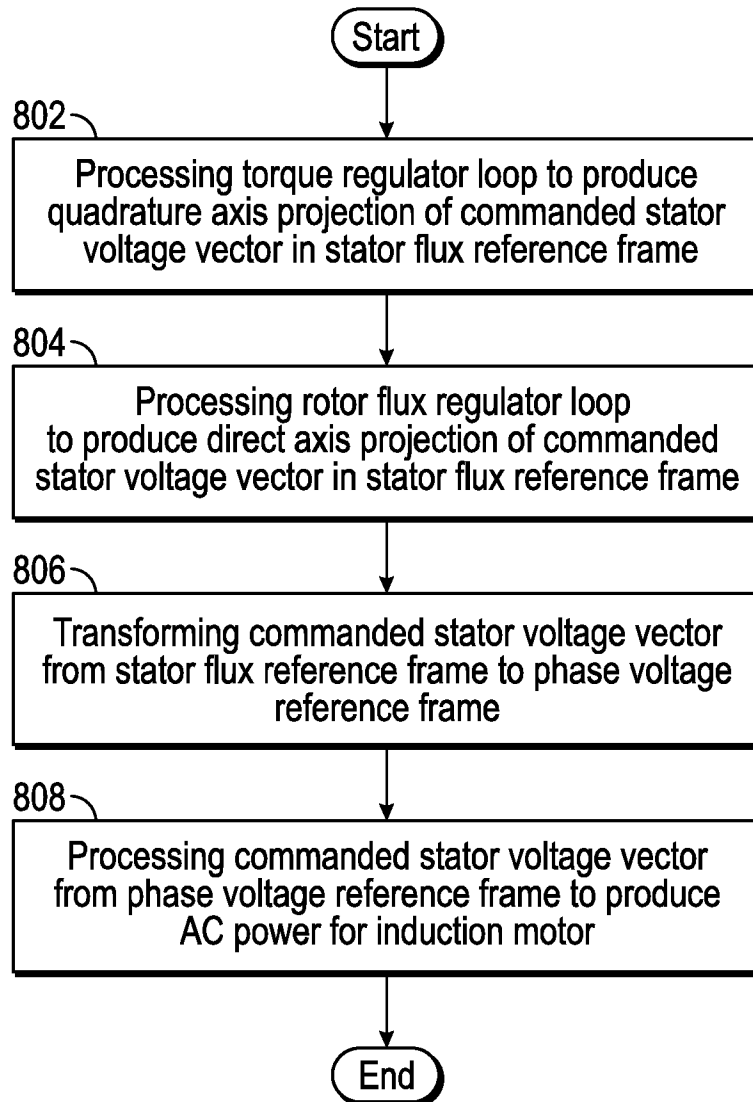 Start
802
Processing torque regulator loop to produce
quadrature axis projection of commanded stator
voltage vector in stator flux reference frame
804
Processing rotor flux regulator loop
to produce direct axis projection of commanded
stator voltage vector in stator flux reference frame
806
Transforming commanded stator voltage vector
from stator flux reference frame to phase voltage
reference frame
808
Processing commanded stator voltage vector
from phase voltage reference frame to produce
AC power for induction motor
End